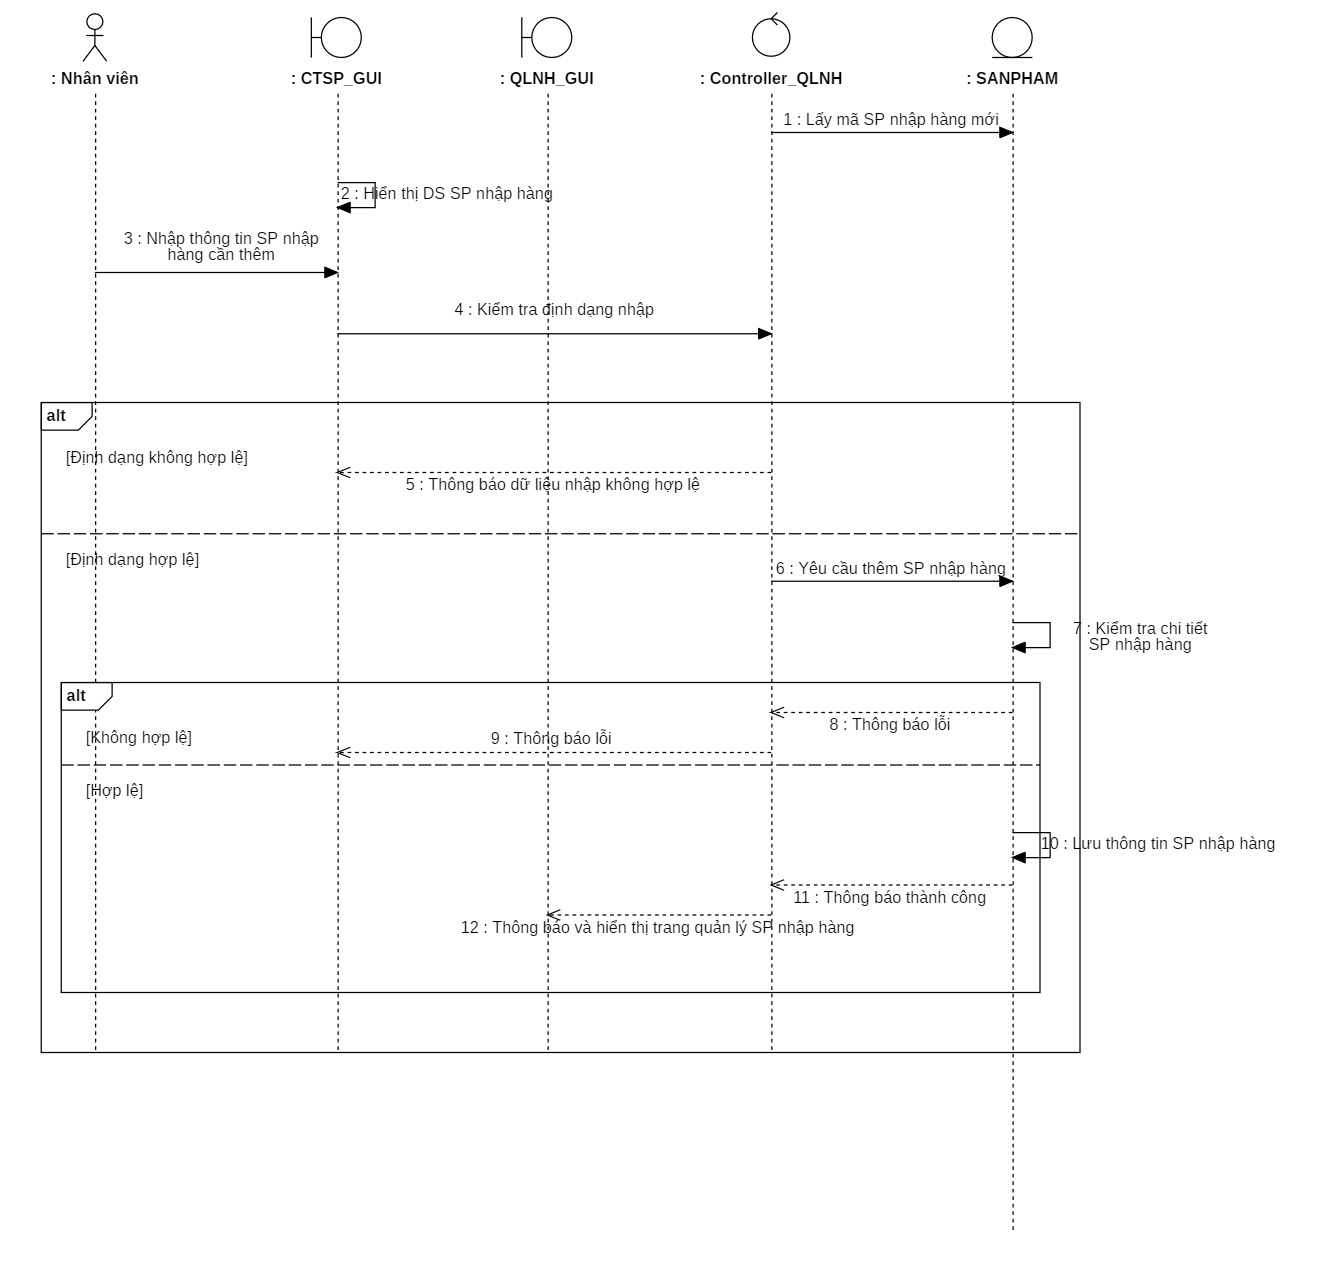 : Nhân viên
: CTSP_GUI
: QLNH_GUI
: Controller_QLNH
: SANPHAM
1 : Lấy mã SP nhập hàng mới
2 : Hiển thị DS SP nhập hàng
3 : Nhập thông tin SP nhập
hàng cần thêm
4 : Kiểm tra định dạng nhập
alt
[Định dạng không hợp lệ]
5 : Thông báo dữ liệu nhập không hợp lệ
[Định dạng hợp lệ]
6 : Yêu cầu thêm SP nhập hàng
7 : Kiểm tra chi tiết
SP nhập hàng
alt
8 : Thông báo lỗi
[Không hợp lệ]
9 : Thông báo lỗi
[Hợp lệ]
10 : Lưu thông tin SP nhập hàng
11 : Thông báo thành công
12 : Thông báo và hiển thị trang quản lý SP nhập hàng